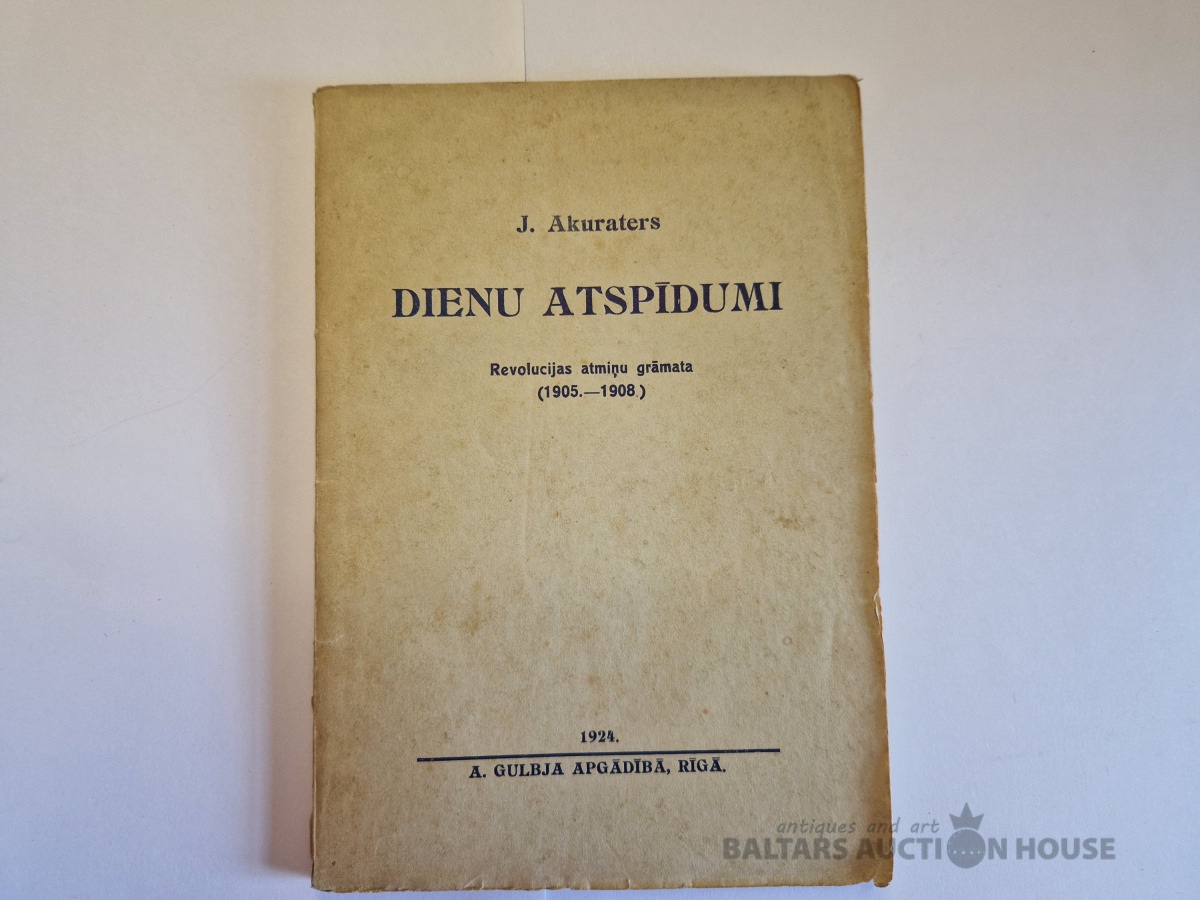 J. Akuraters
DIENU ATSPĪDUMI
Revolucijas atmiņu grāmata
(1905.—1908.)
1924.
A. GULBJA APGĀDĪBĀ, RĪGĀ.
antiques and art
BALTARS AUCTION HOUSE